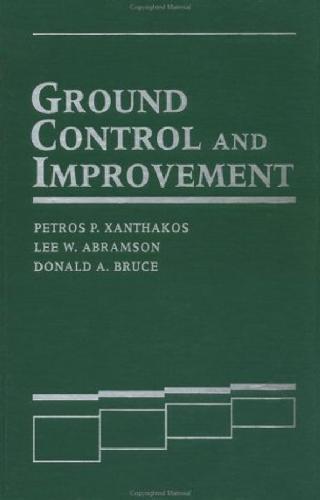 GROUND
CONTROL AND
IMPROVEMENT
PETROS P. XANTHAKOS
LEE W. ABRAMSON
DONALD A. BRUCE